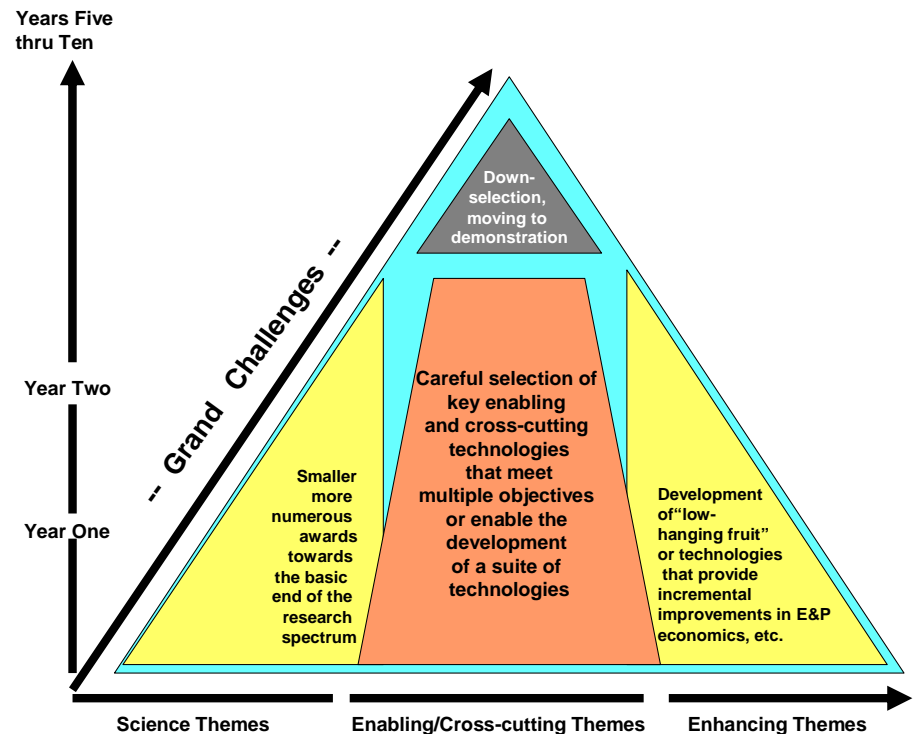 Years Five
thru Ten
Down-
selection,
moving to
demonstration
-- Grand Challenges --
Year Two
Careful selection of
key enabling
and cross-cutting
technologies
that meet
multiple objectives
or enable the
development
of a suite of
technologies
Smaller
more
numerous
awards
towards
the basic
end of the
research
spectrum
Development
of“low-
hanging fruit”
or technologies
that provide
incremental
improvements in E&P
economics, etc.
Year One
Science Themes
Enabling/Cross-cutting Themes
Enhancing Themes